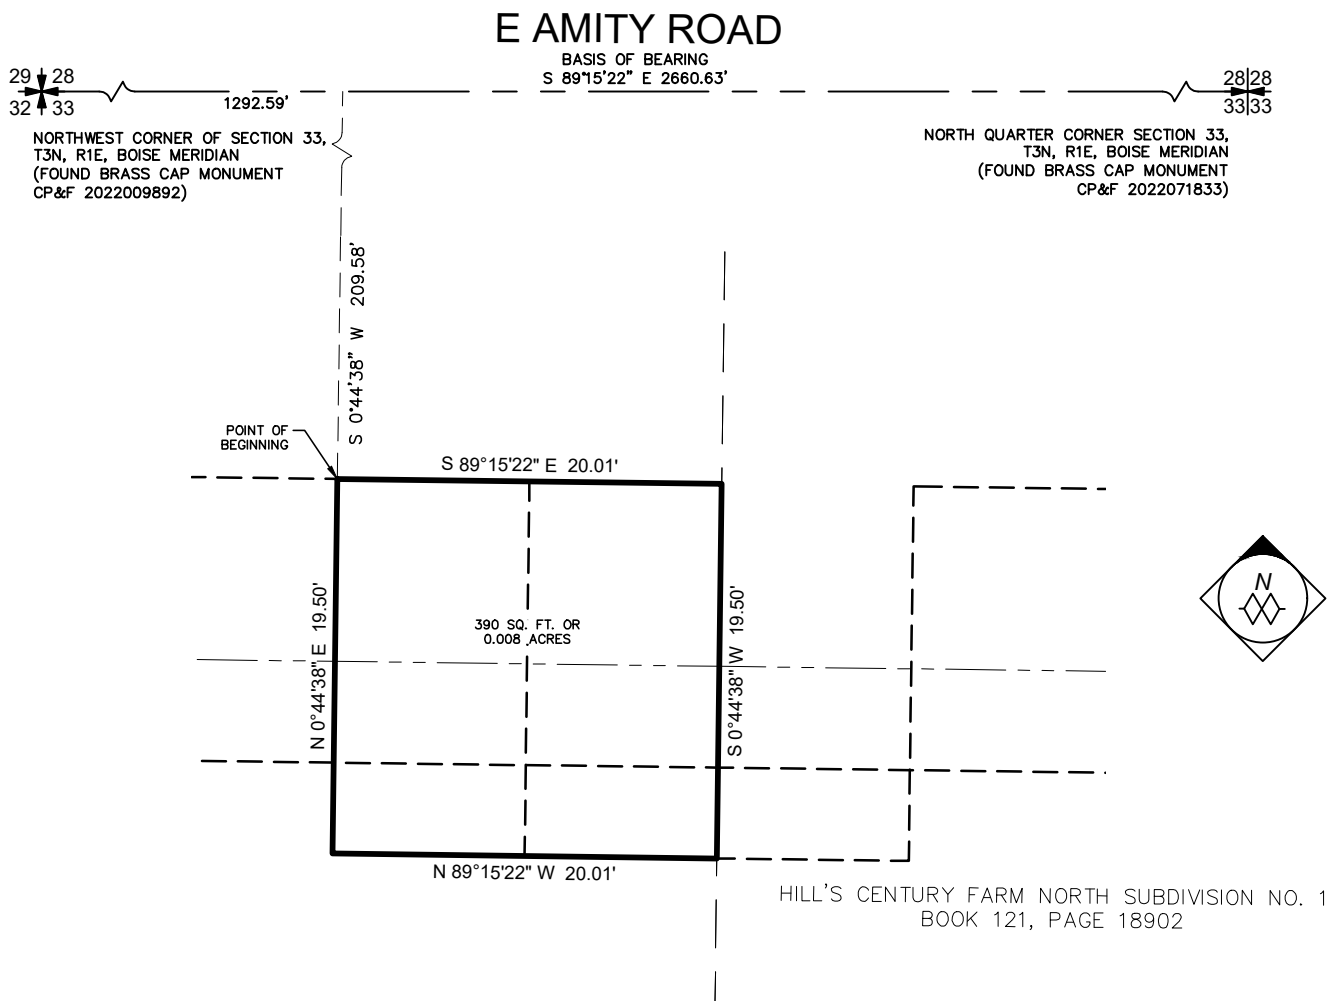 E AMITY ROAD
BASIS OF BEARING
S 89°15'22" E 2660.63'
29 28
32 33
1292.59'
28 28
33 33
NORTHWEST CORNER OF SECTION 33,
T3N, R1E, BOISE MERIDIAN
(FOUND BRASS CAP MONUMENT
CP&F 2022009892)
NORTH QUARTER CORNER SECTION 33,
T3N, R1E, BOISE MERIDIAN
(FOUND BRASS CAP MONUMENT
CP&F 2022071833)
S 0°44'38" W 209.58'
POINT OF
BEGINNING
S 89°15'22" E 20.01'
N 0°44'38" E 19.50'
390 SQ. FT. OR
0.008 ACRES
S 0°44'38" W 19.50'
N
N 89°15'22" W 20.01'
HILL'S CENTURY FARM NORTH SUBDIVISION NO. 1
BOOK 121, PAGE 18902